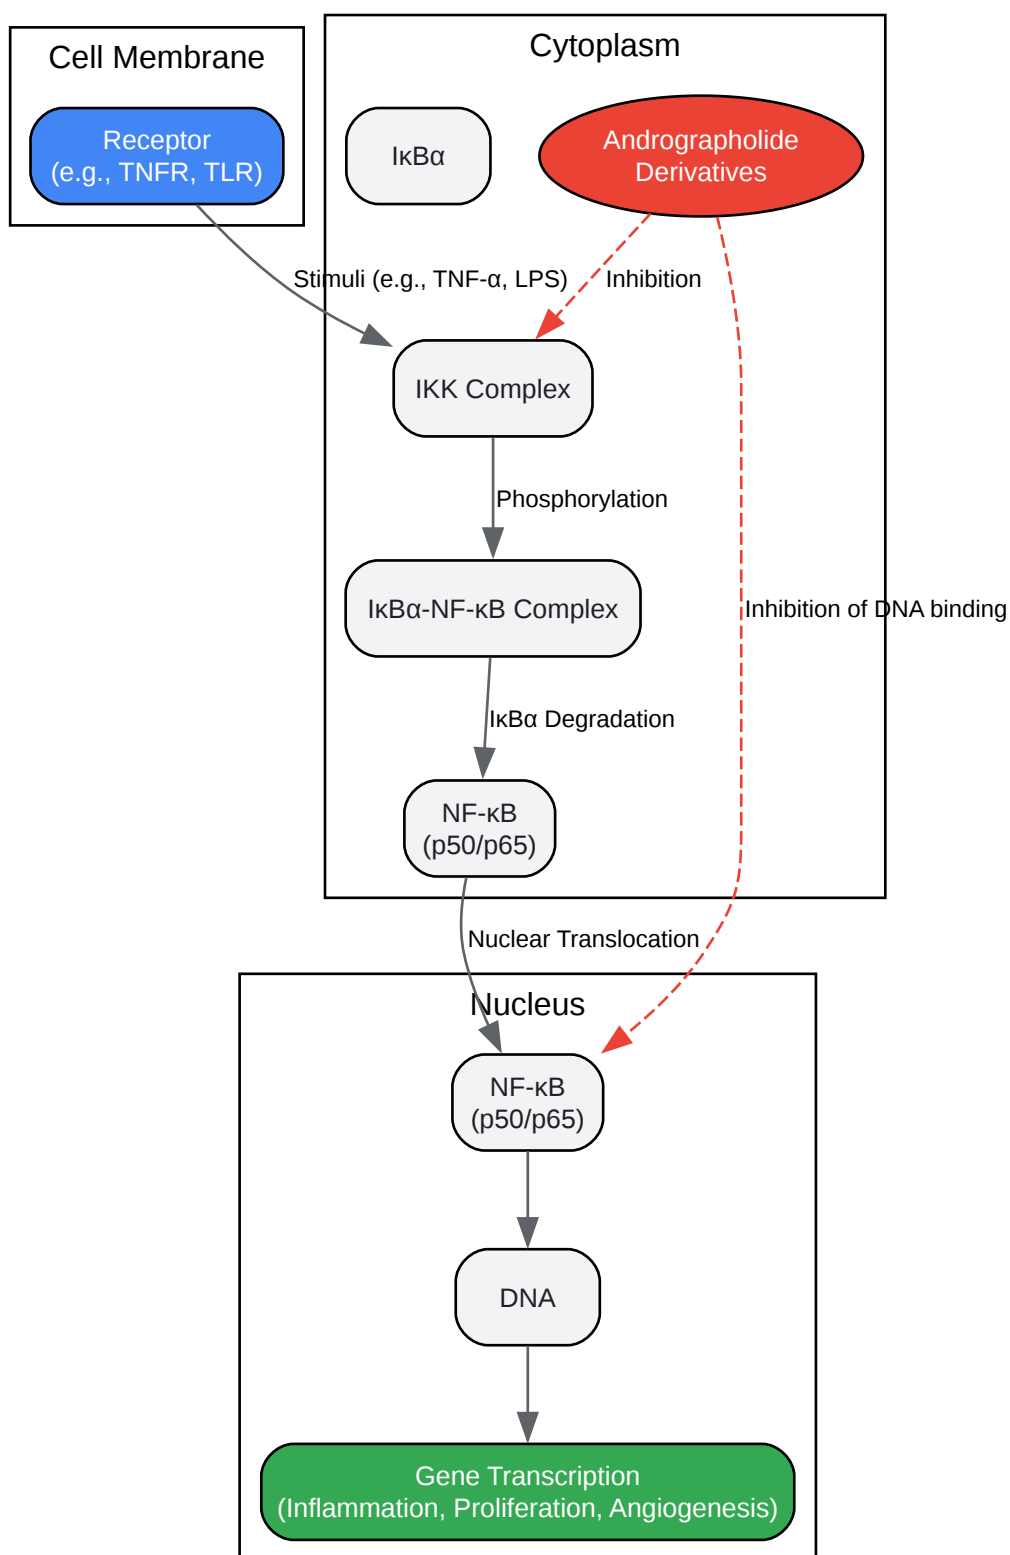 Cell Membrane
Cytoplasm
Receptor
(e.g., TNFR, TLR)
IκBα
Andrographolide
Derivatives
Stimuli (e.g., TNF-α, LPS)
Inhibition
IKK Complex
Phosphorylation
IκBα-NF-κB Complex
Inhibition of DNA binding
IκBα Degradation
NF-κB
(p50/p65)
Nuclear Translocation
Nucleus
NF-κB
(p50/p65)
DNA
Gene Transcription
(Inflammation, Proliferation, Angiogenesis)